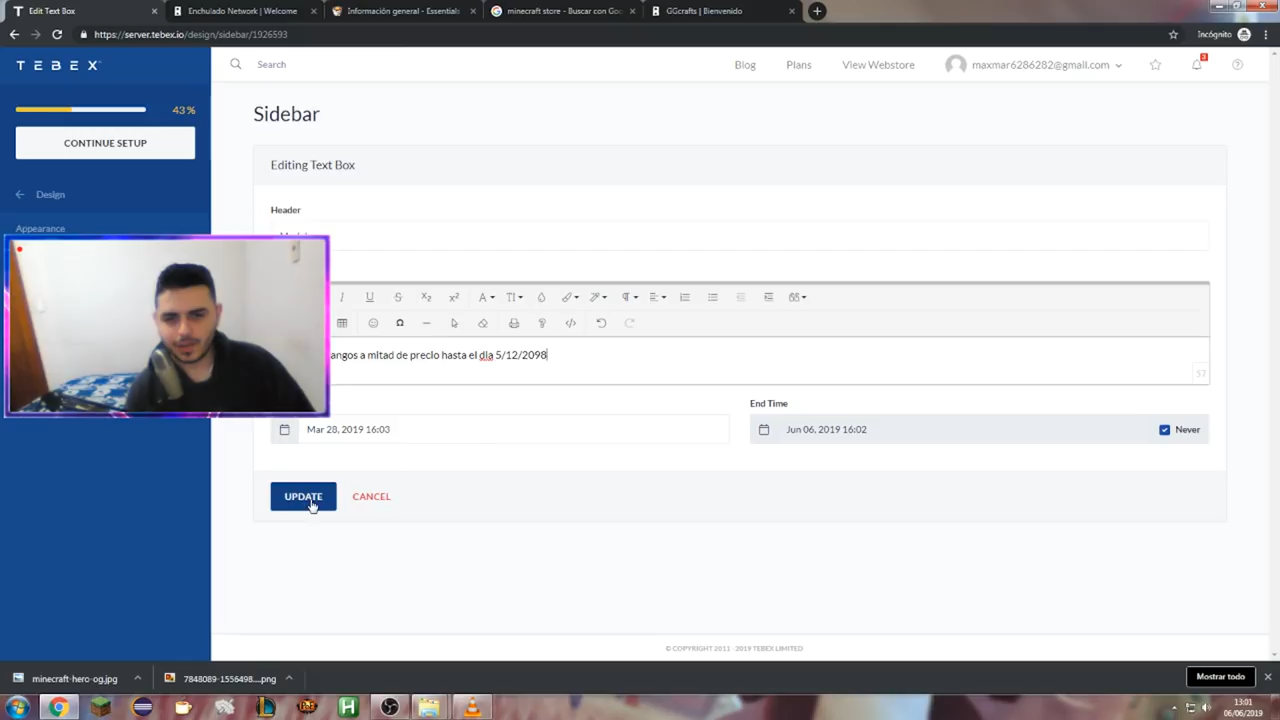 Edit Text Box
Enchulado Network | Welcome
Información general - Essentials
minecraft store - Buscar con Goo
GGcrafts | Bienvenido
https://server.tebex.io/design/sidebar/1926593
Incógnito
TEBEX
Search
Blog
Plans
View Webstore
maxmar6286282@gmail.com
2
43 %
CONTINUE SETUP
Design
Appearance
Sidebar
Editing Text Box
Header
angos a mitad de precio hasta el dia 5/12/2098
57
End Time
Mar 28, 2019 16:03
Jun 06, 2019 16:02
Never
UPDATE
CANCEL
© COPYRIGHT 2011 - 2019 TEBEX LIMITED
minecraft-hero-og.jpg
7848089-1556498....png
Mostrar todo
13:01
06/06/2019